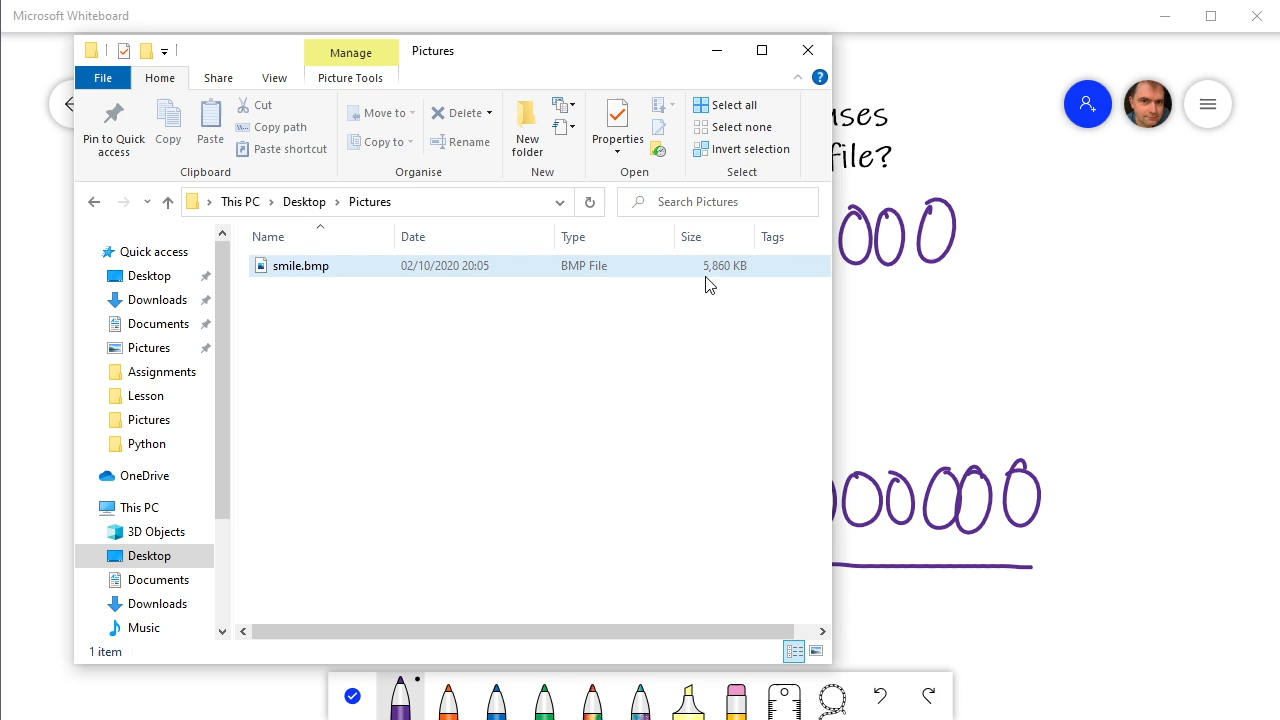 Microsoft Whiteboard
Manage
Pictures
File
Home
Share
View
Picture Tools
Pin to Quick access
Copy
Paste
Cut
Copy path
Paste shortcut
Clipboard
Move to
Copy to
Delete
Rename
Organise
New folder
New
Properties
Open
Select all
Select none
Invert selection
Select
This PC > Desktop > Pictures
Search Pictures
Name
Date
Type
Size
Tags
smile.bmp
02/10/2020 20:05
BMP File
5,860 KB
Quick access
Desktop
Downloads
Documents
Pictures
Assignments
Lesson
Pictures
Python
OneDrive
This PC
3D Objects
Desktop
Documents
Downloads
Music
1 item
uses
file?
000
00000